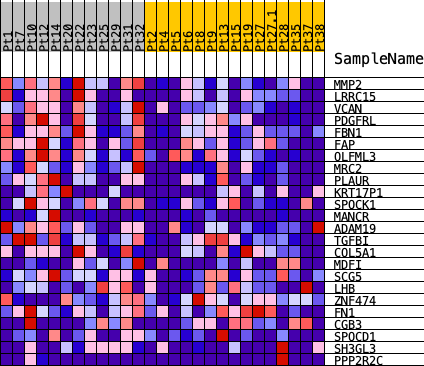 Pt1 Pt7 Pt10 Pt12 Pt14 Pt20 Pt22 Pt23 Pt25 Pt29 Pt31 Pt32 Pt2 Pt4 Pt5 Pt6 Pt8 Pt9 Pt13 Pt15 Pt19 Pt27 Pt27.1 Pt28 Pt35 Pt37 Pt38
SampleName
MMP2
LRRC15
VCAN
PDGFRL
FBN1
FAP
OLFML3
MRC2
PLAUR
KRT17P1
SPOCK1
MANCR
ADAM19
TGFBI
COL5A1
MDFI
SCG5
LHB
ZNF474
FN1
CGB3
SPOCD1
SH3GL3
PPP2R2C